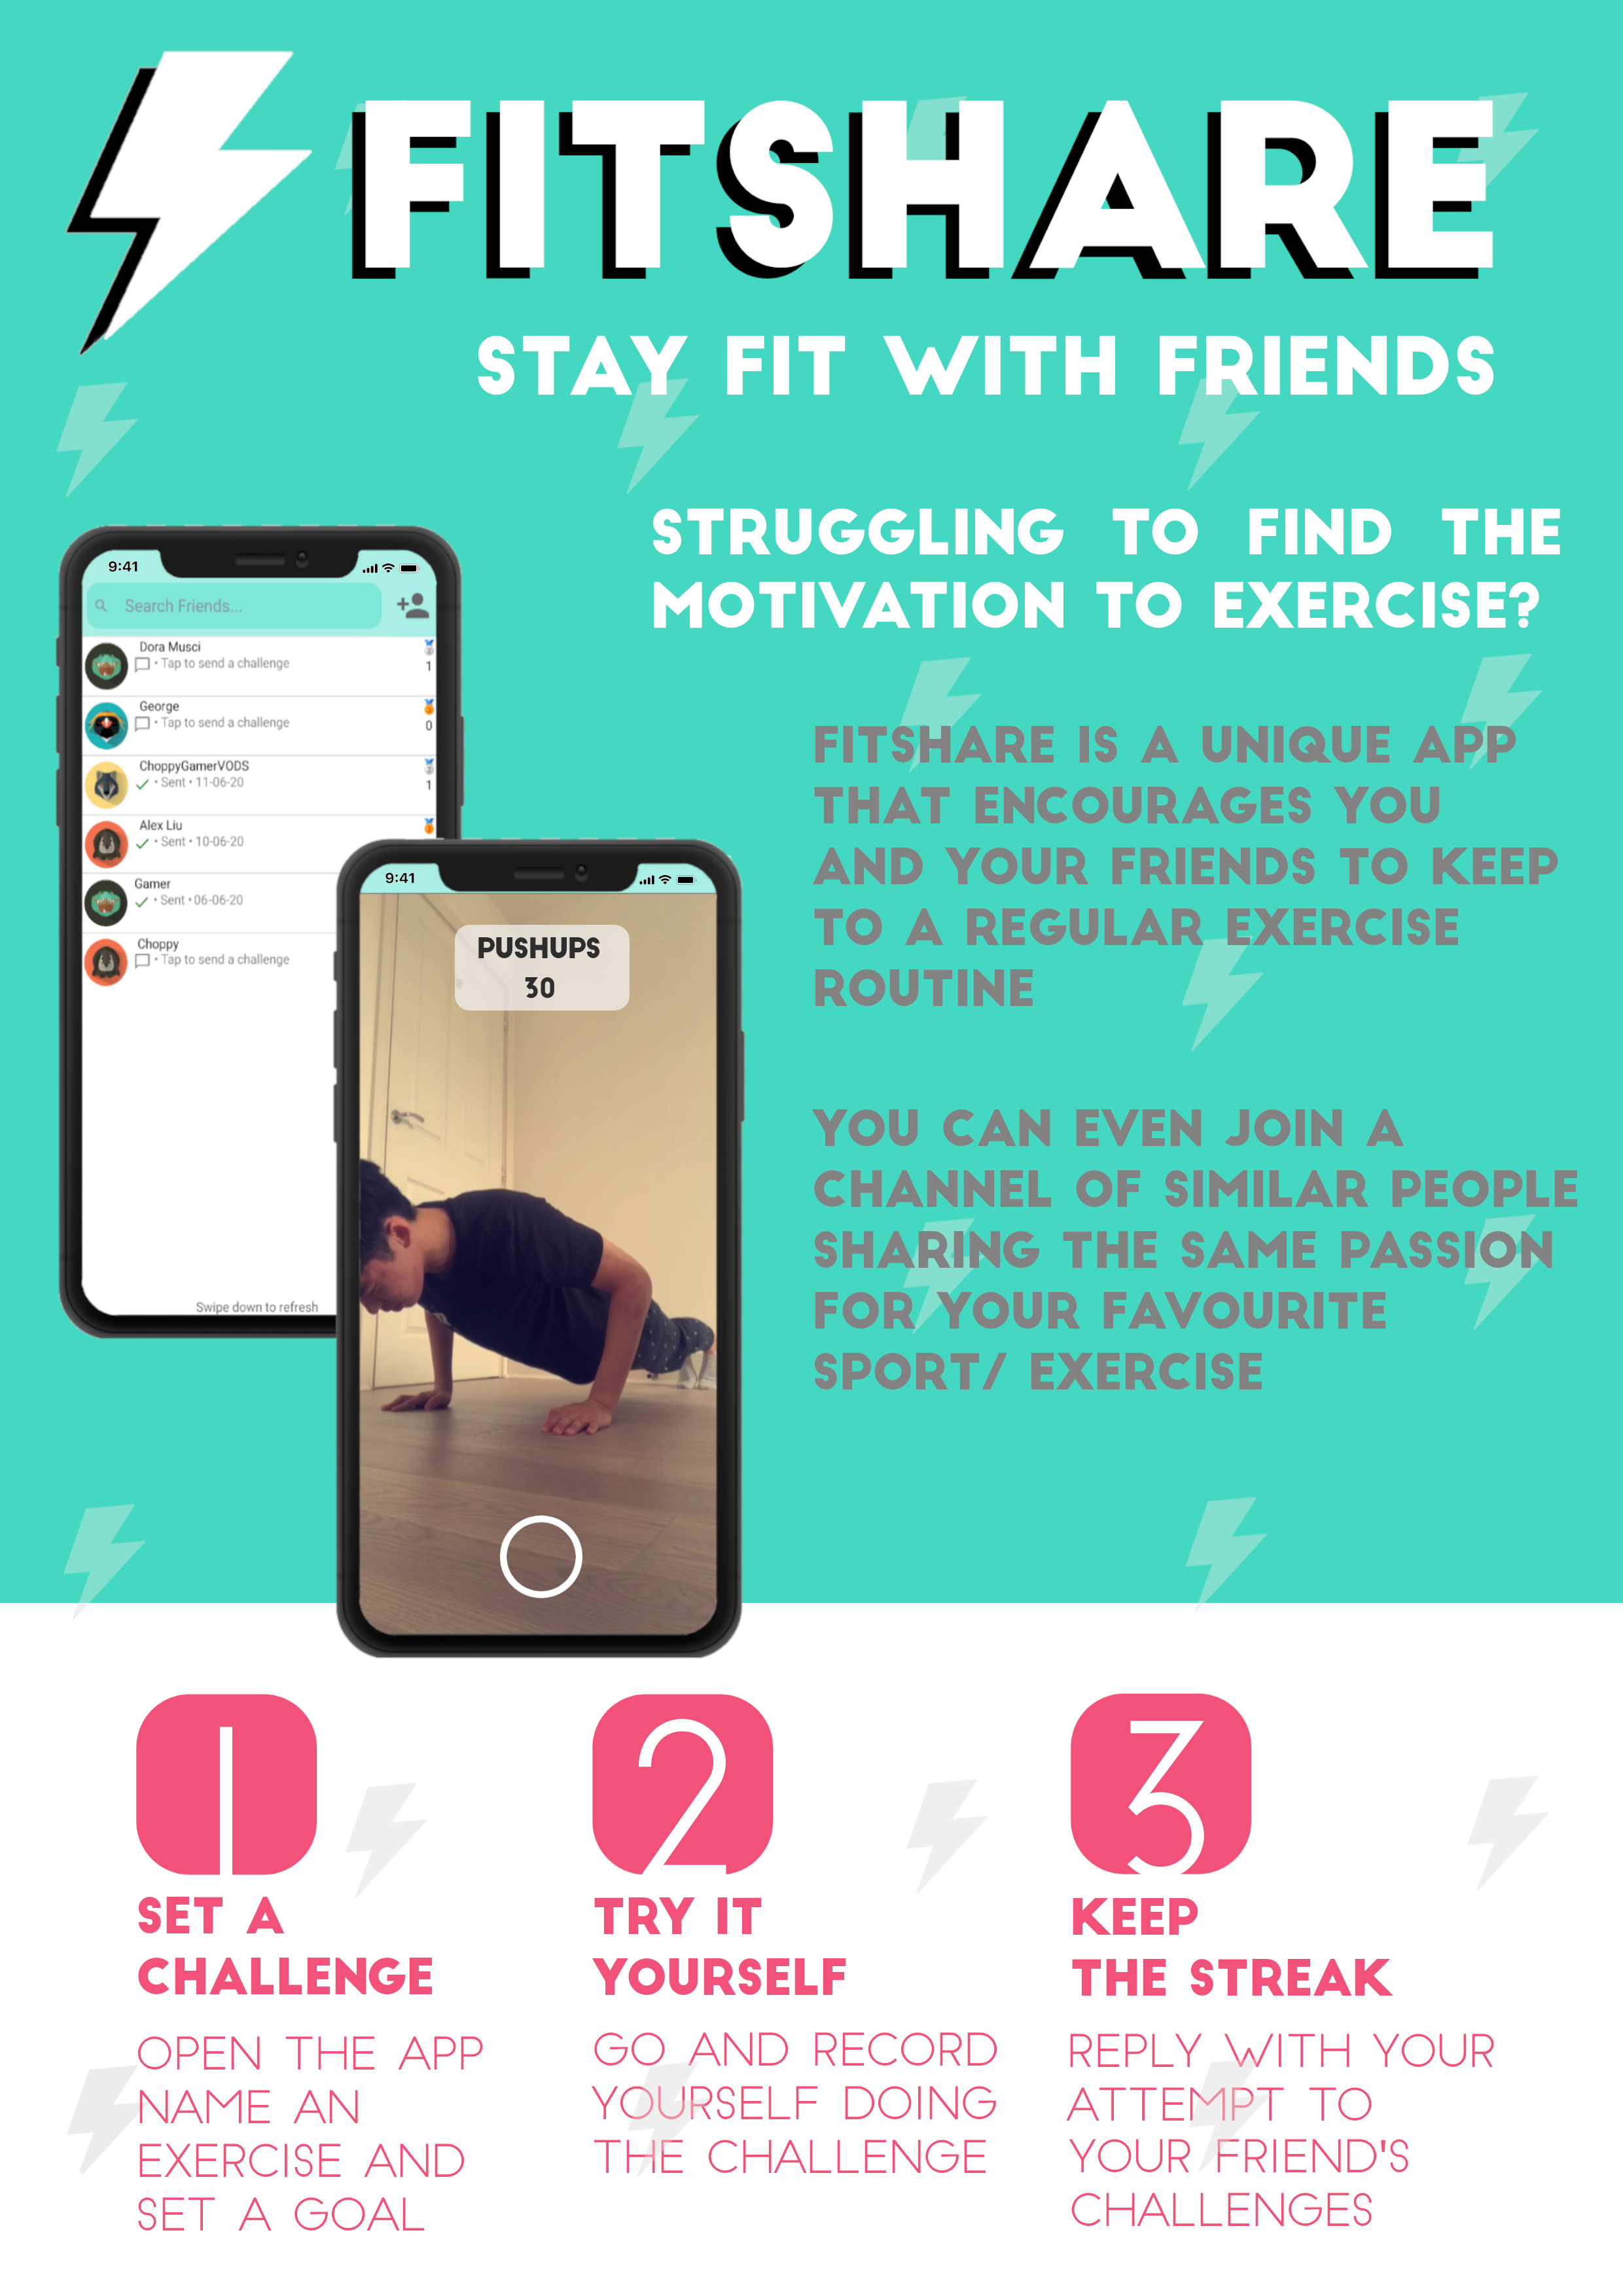 FITSHARE
STAY FIT WITH FRIENDS
STRUGGLING TO FIND THE
MOTIVATION TO EXERCISE?
9:41
Search Friends...
Dora Musci
• Tap to send a challenge
1
George
• Tap to send a challenge
0
ChoppyGamerVODS
• Sent • 11-06-20
1
Alex Liu
• Sent • 10-06-20
Gamer
• Sent • 06-06-20
Choppy
• Tap to send a challenge
Swipe down to refresh
9:41
PUSHUPS
30
FITSHARE IS A UNIQUE APP
THAT ENCOURAGES YOU
AND YOUR FRIENDS TO KEEP
TO A REGULAR EXERCISE
ROUTINE
YOU CAN EVEN JOIN A
CHANNEL OF SIMILAR PEOPLE
SHARING THE SAME PASSION
FOR YOUR FAVOURITE
SPORT/ EXERCISE
1
SET A
CHALLENGE
OPEN THE APP
NAME AN
EXERCISE AND
SET A GOAL
2
TRY IT
YOURSELF
GO AND RECORD
YOURSELF DOING
THE CHALLENGE
3
KEEP
THE STREAK
REPLY WITH YOUR
ATTEMPT TO
YOUR FRIEND'S
CHALLENGES